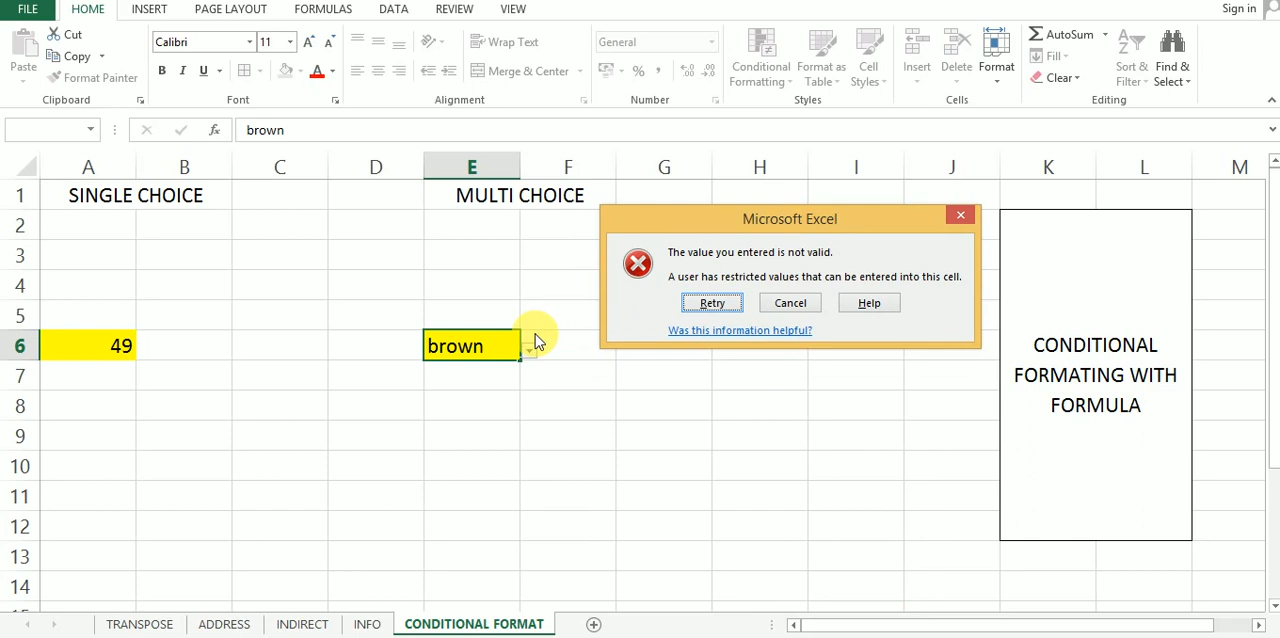 FILE HOME INSERT PAGE LAYOUT FORMULAS DATA REVIEW VIEW Sign in
Cut
Copy
Format Painter
Paste
Clipboard
Calibri 11 A A
B I U A
Font
Wrap Text
Merge & Center
Alignment
General
% ,
Number
Conditional Formatting
Format as Table
Cell Styles
Styles
Insert Delete Format
Cells
AutoSum
Fill
Clear
Sort & Filter
Find & Select
Editing
fx brown
A B C D E F G H I J K L M
1 SINGLE CHOICE MULTI CHOICE
2
3
4
5
6 49 brown
7
8
9
10
11
12
13
14
Microsoft Excel
The value you entered is not valid.
A user has restricted values that can be entered into this cell.
Retry Cancel Help
Was this information helpful?
CONDITIONAL
FORMATING WITH
FORMULA
TRANSPOSE ADDRESS INDIRECT INFO CONDITIONAL FORMAT